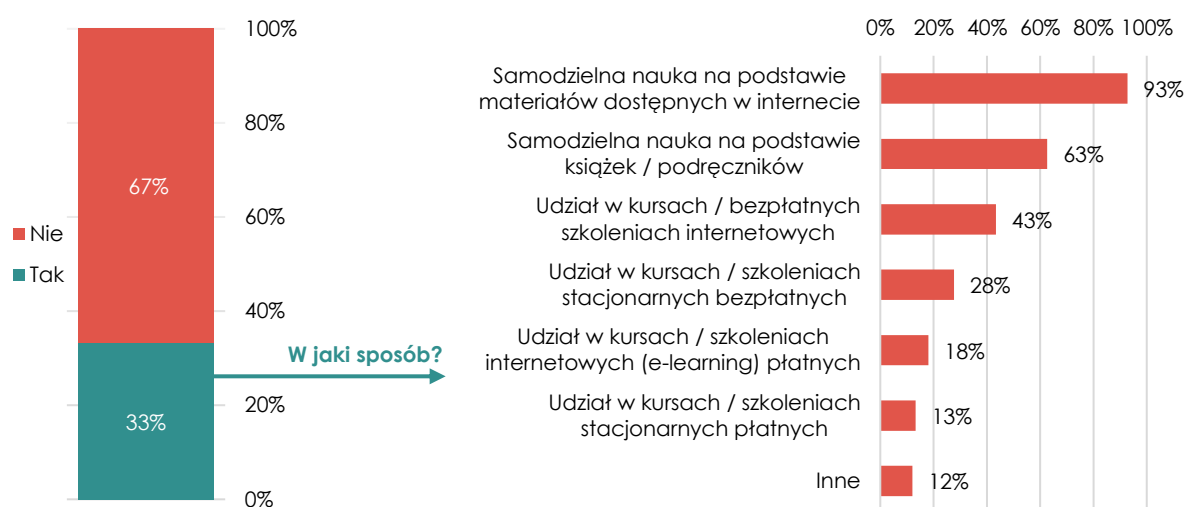 100%
80%
60%
40%
20%
0%
67%
33%
Nie
Tak
W jaki sposób?
0% 20% 40% 60% 80% 100%
Samodzielna nauka na podstawie
materiałów dostępnych w internecie
93%
Samodzielna nauka na podstawie
książek / podręczników
63%
Udział w kursach / bezpłatnych
szkoleniach internetowych
43%
Udział w kursach / szkoleniach
stacjonarnych bezpłatnych
28%
Udział w kursach / szkoleniach
internetowych (e-learning) płatnych
18%
Udział w kursach / szkoleniach
stacjonarnych płatnych
13%
Inne
12%